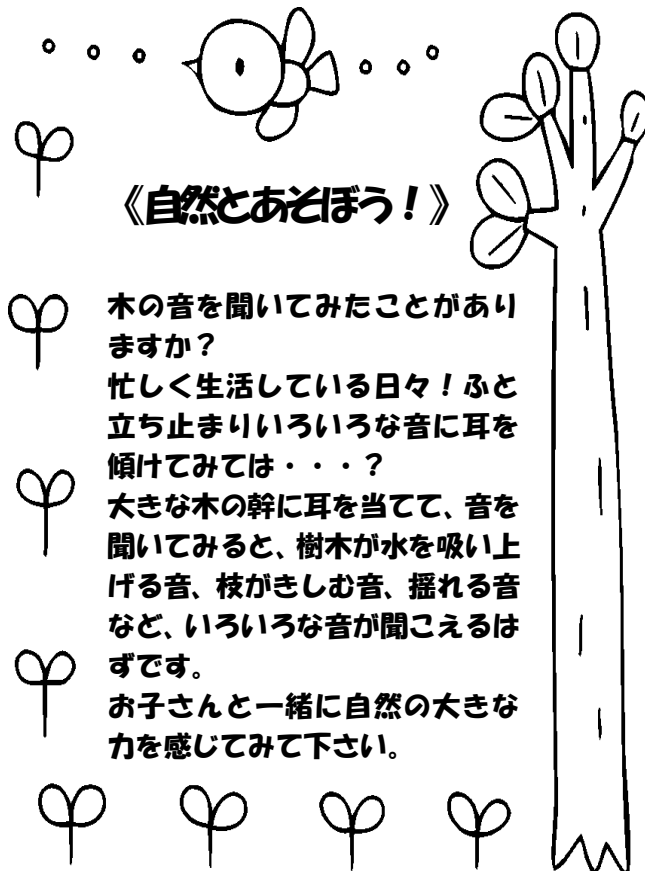 《自然とあそぼう！》
木の音を聞いてみたことがあり
ますか？
忙しく生活している日々！ふと
立ち止まりいろいろな音に耳を
傾けてみては・・・？
大きな木の幹に耳を当てて、音を
聞いてみると、樹木が水を吸い上
げる音、枝がきしむ音、揺れる音
など、いろいろな音が聞こえるは
ずです。
お子さんと一緒に自然の大きな
力を感じてみて下さい。